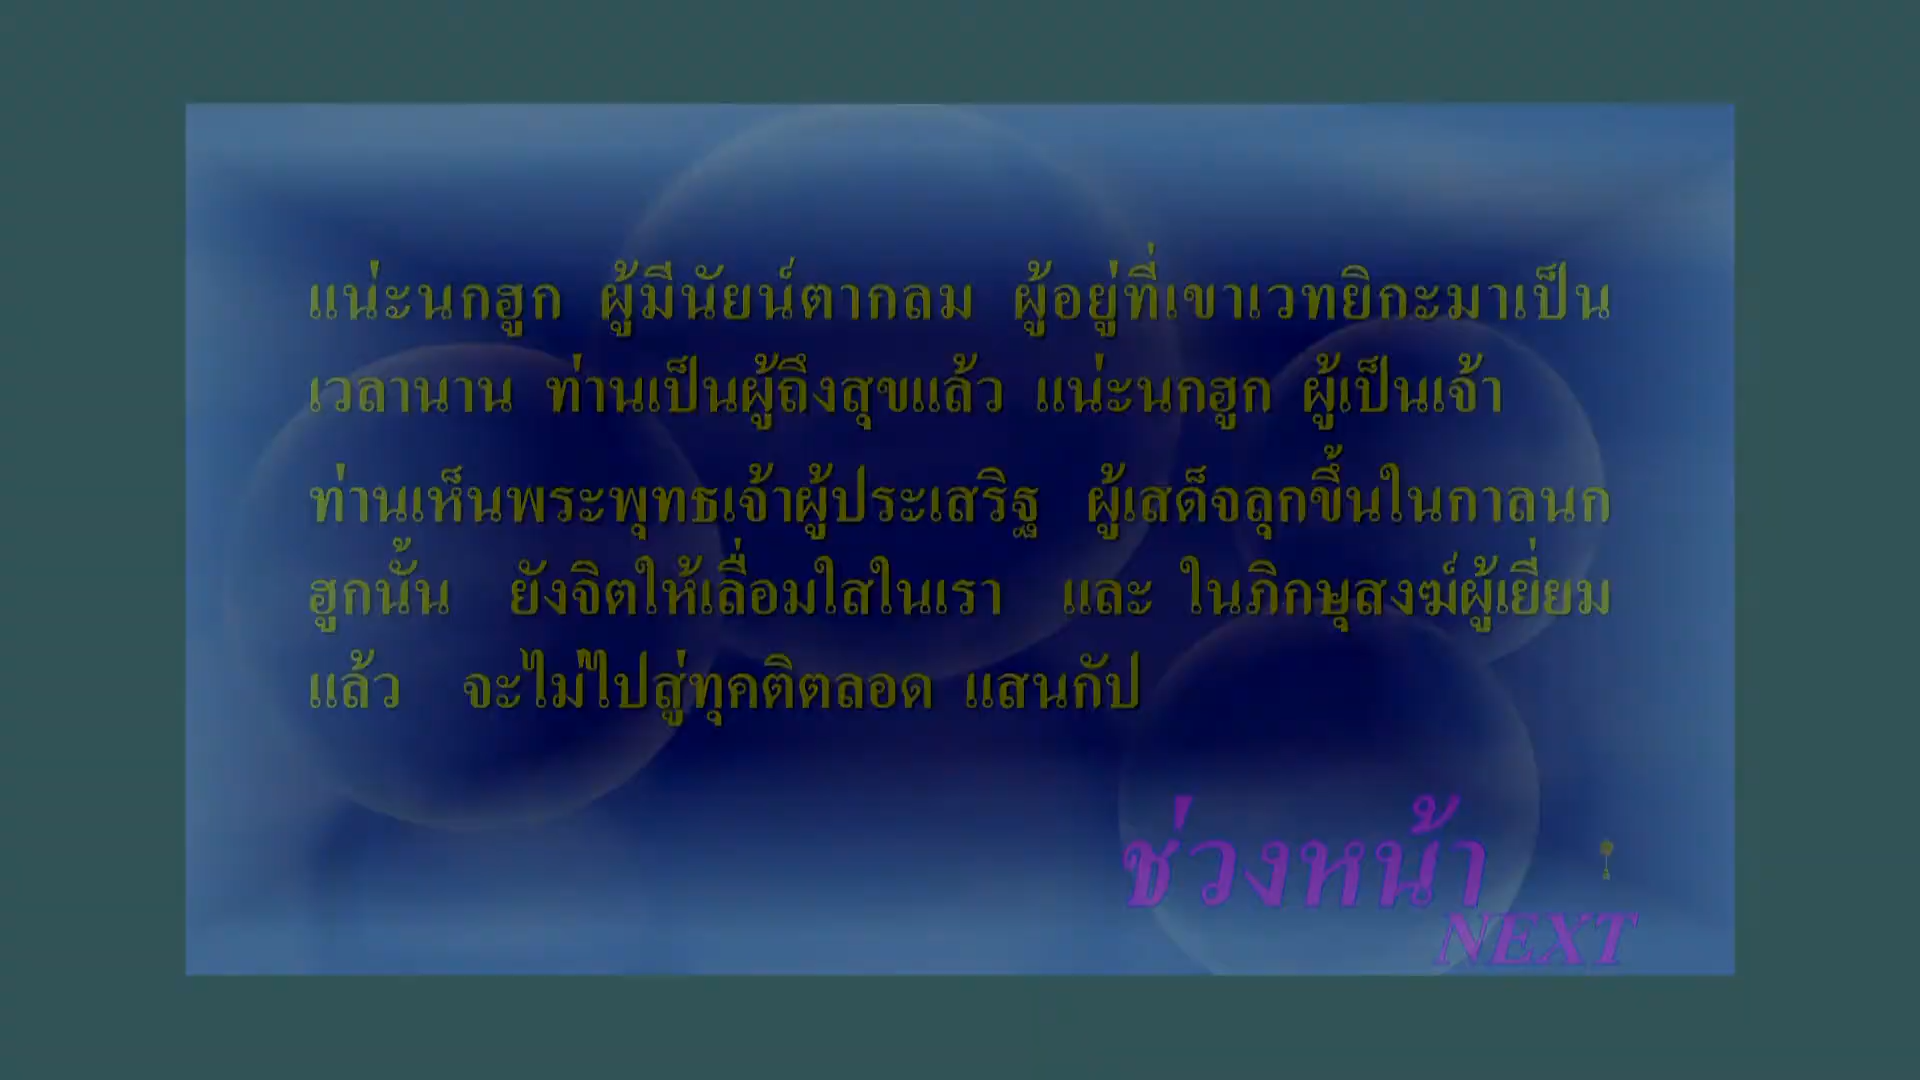 แน่ะนกฮูก ผู้มีนัยน์ตากลม ผู้อยู่ที่เขาเวทยิกะมาเป็น
เวลานาน ท่านเป็นผู้ถึงสุขแล้ว แน่ะนกฮูก ผู้เป็นเจ้า
ท่านเห็นพระพุทธเจ้าผู้ประเสริฐ ผู้เสด็จลุกขึ้นในกาลนก
ฮูกนั้น ยังจิตให้เลื่อมใสในเรา และ ในภิกษุสงฆ์ผู้เยี่ยม
แล้ว จะไม่ไปสู่ทุคติตลอด แสนกัป
ช่วงหน้า
NEXT